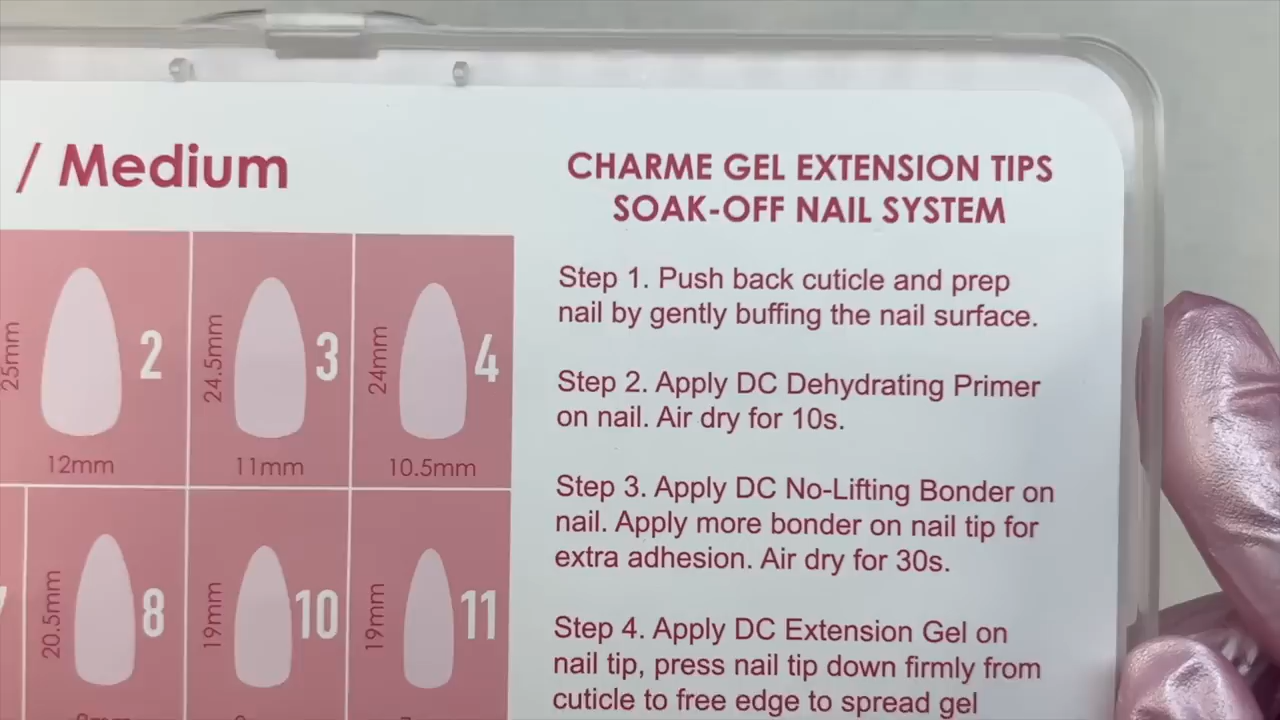 / Medium
25mm
2
12mm
24.5mm
3
11mm
24mm
4
10.5mm
20.5mm
8
19mm
10
19mm
11
CHARME GEL EXTENSION TIPS
SOAK-OFF NAIL SYSTEM
Step 1. Push back cuticle and prep
nail by gently buffing the nail surface.
Step 2. Apply DC Dehydrating Primer
on nail. Air dry for 10s.
Step 3. Apply DC No-Lifting Bonder on
nail. Apply more bonder on nail tip for
extra adhesion. Air dry for 30s.
Step 4. Apply DC Extension Gel on
nail tip, press nail tip down firmly from
cuticle to free edge to spread gel